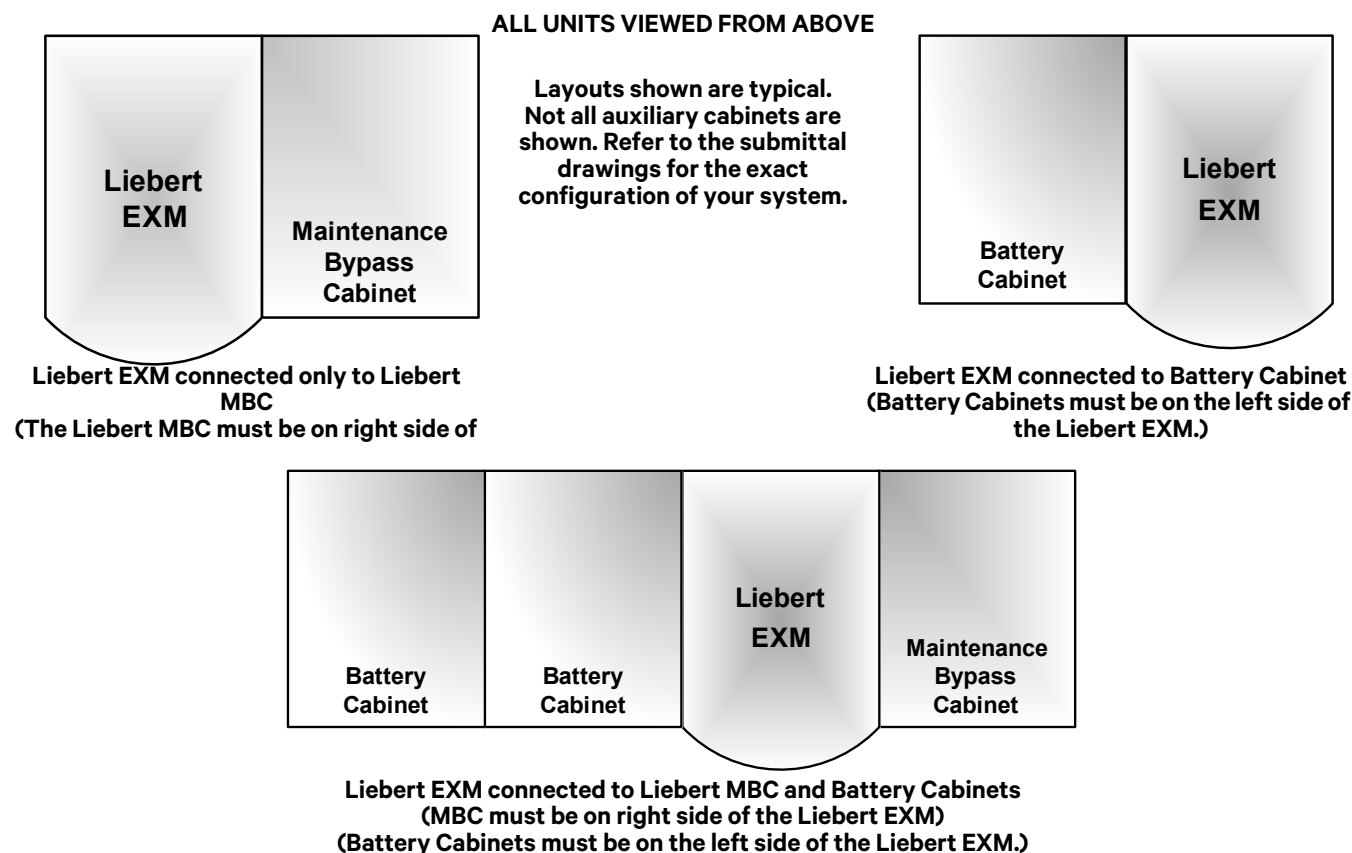 ALL UNITS VIEWED FROM ABOVE
Layouts shown are typical.
Not all auxiliary cabinets are
shown. Refer to the submittal
drawings for the exact
configuration of your system.
Liebert
EXM
Maintenance
Bypass
Cabinet
Liebert EXM connected only to Liebert
MBC
(The Liebert MBC must be on right side of
Battery
Cabinet
Liebert
EXM
Liebert EXM connected to Battery Cabinet
(Battery Cabinets must be on the left side of
the Liebert EXM.)
Battery
Cabinet
Battery
Cabinet
Liebert
EXM
Maintenance
Bypass
Cabinet
Liebert EXM connected to Liebert MBC and Battery Cabinets
(MBC must be on right side of the Liebert EXM)
(Battery Cabinets must be on the left side of the Liebert EXM.)